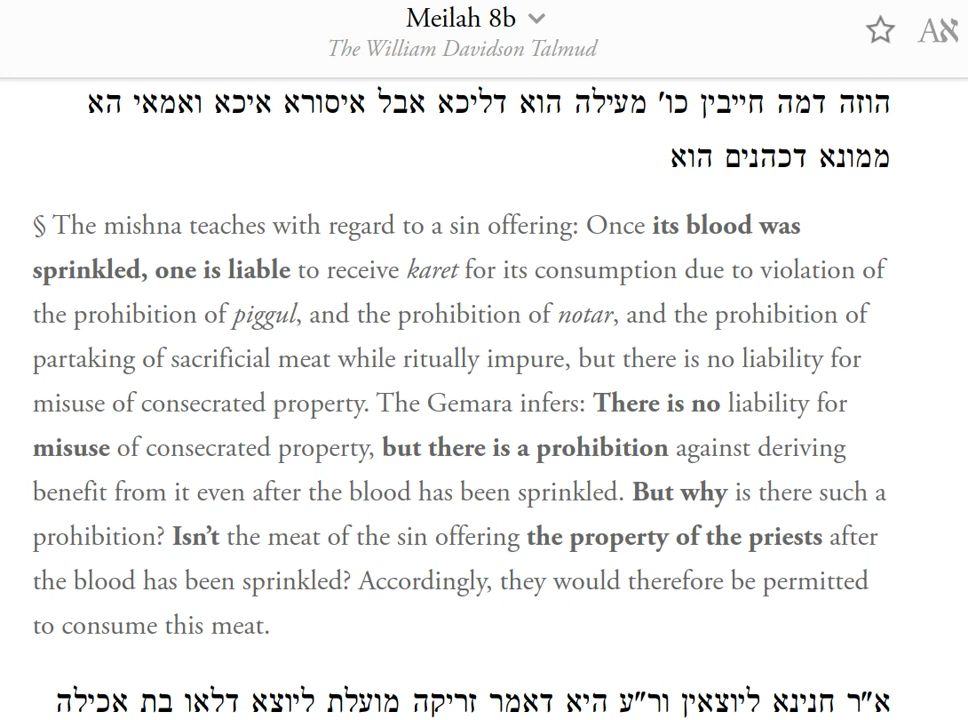 Meilah 8b
The William Davidson Talmud
Aא
הוזה דמה חייבין כו' מעילה הוא דליכא אבל איסורא איכא ואמאי הא
ממונא דכהנים הוא
§ The mishna teaches with regard to a sin offering: Once its blood was
sprinkled, one is liable to receive karet for its consumption due to violation of
the prohibition of piggul, and the prohibition of notar, and the prohibition of
partaking of sacrificial meat while ritually impure, but there is no liability for
misuse of consecrated property. The Gemara infers: There is no liability for
misuse of consecrated property, but there is a prohibition against deriving
benefit from it even after the blood has been sprinkled. But why is there such a
prohibition? Isn’t the meat of the sin offering the property of the priests after
the blood has been sprinkled? Accordingly, they would therefore be permitted
to consume this meat.
א"ר חנינא ליוצאין ור"ע היא דאמר זריקה מועלת ליוצא דלאו בת אכילה